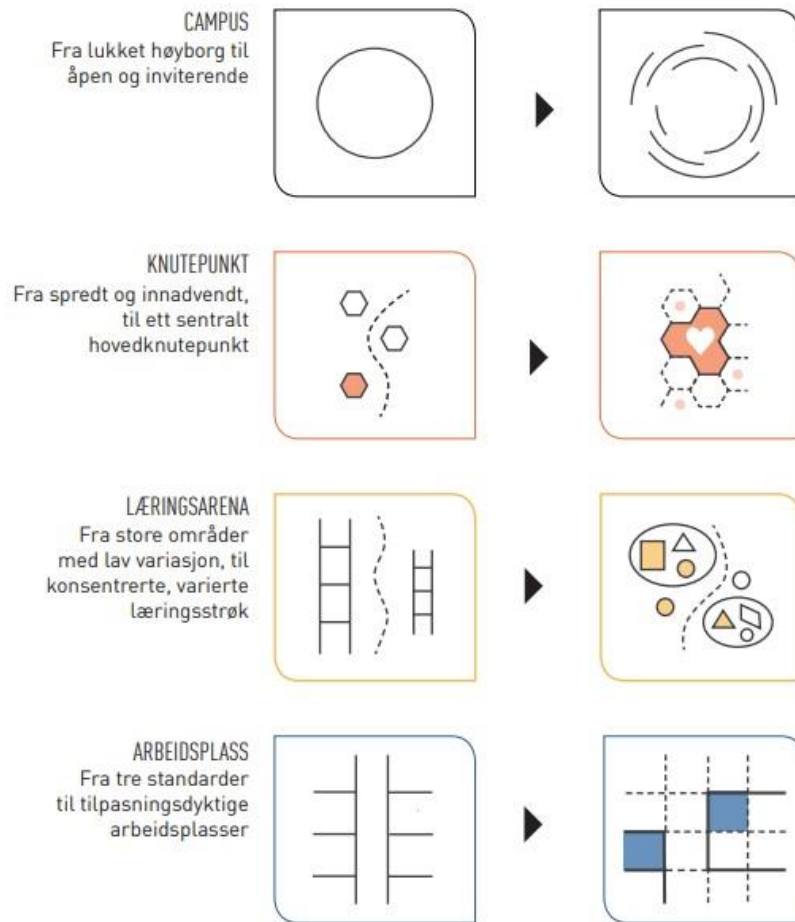 CAMPUS
Fra lukket høyborg til
åpen og inviterende
KNUTEPUNKT
Fra spredt og innadvendt,
til ett sentralt
hovedknutepunkt
LÆRINGSARENA
Fra store områder
med lav variasjon, til
konsentrerte, varierte
læringsstrøk
ARBEIDSPLASS
Fra tre standarder
til tilpasningsdyktige
arbeidsplasser